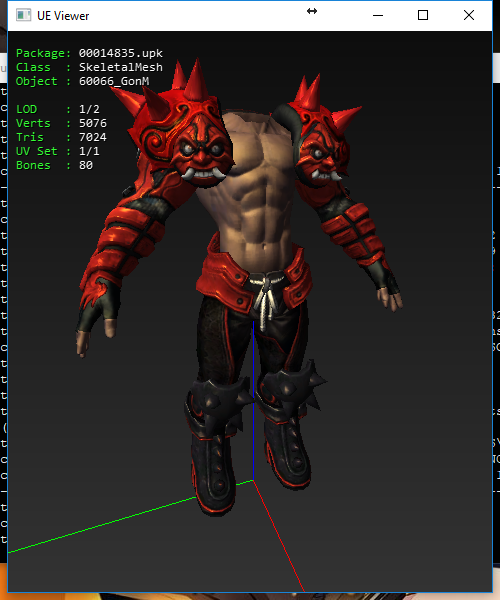 UE Viewer
Package: 00014835.upk
Class : SkeletalMesh
Object : 60066_GonM
LOD : 1/2
Verts : 5076
Tris : 7024
UV Set : 1/1
Bones : 80